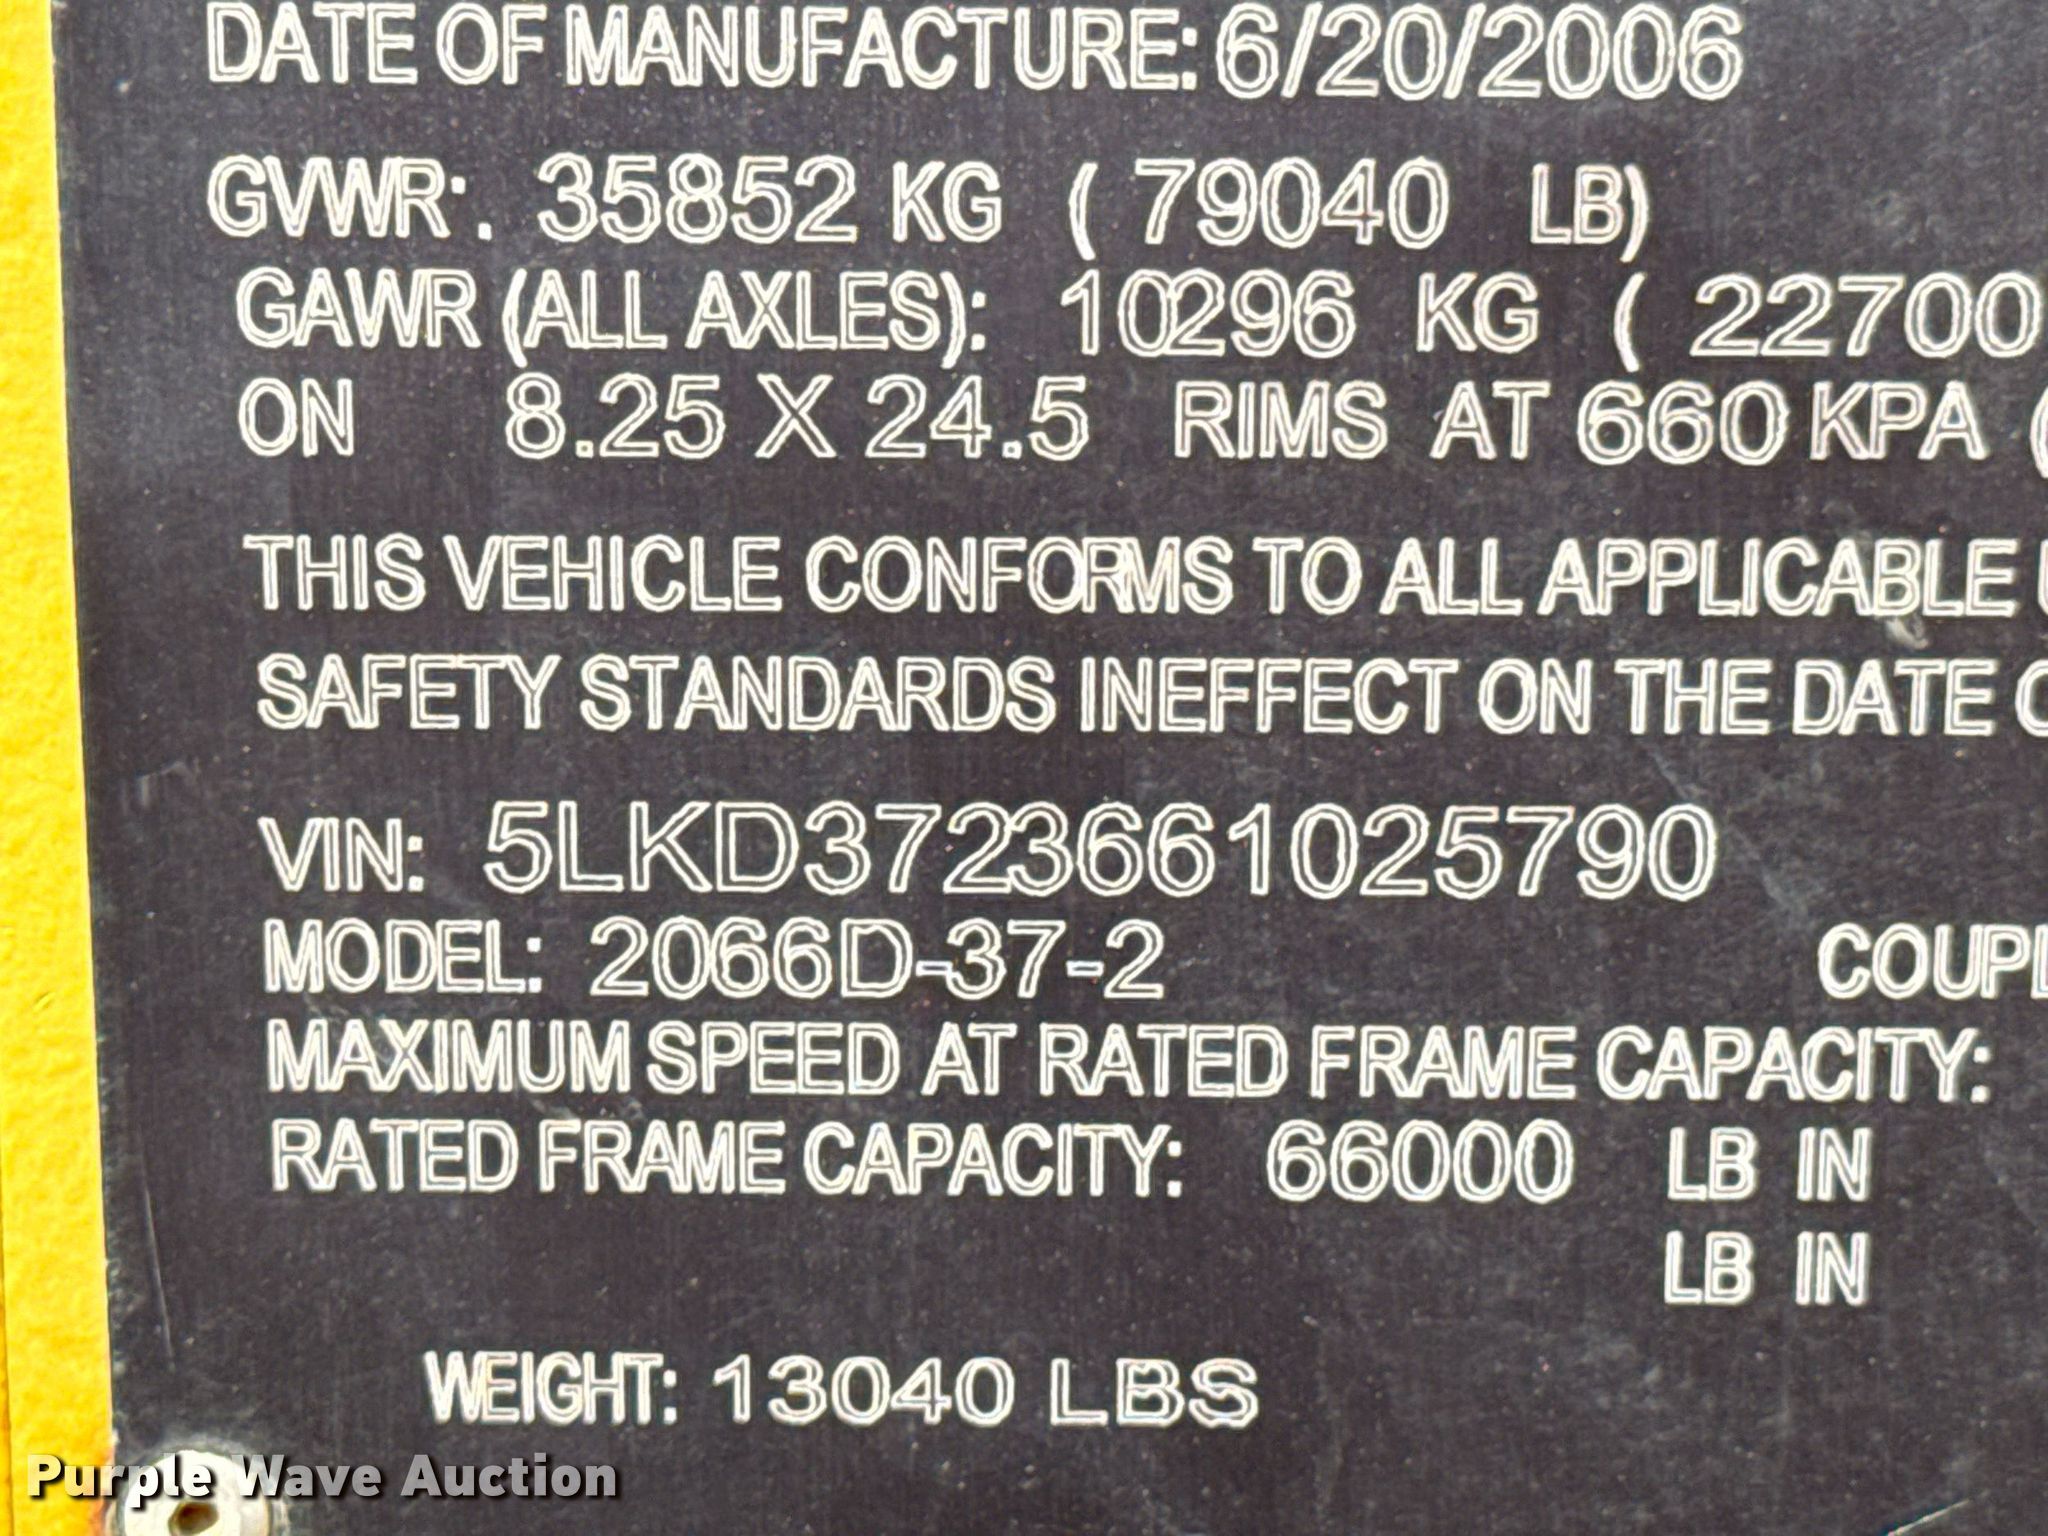 DATE OF MANUFACTURE: 6/20/2006
GVWR: 35852 KG ( 79040 LB)
GAWR (ALL AXLES): 10296 KG ( 22700
ON 8.25 X 24.5 RIMS AT 660 KPA (
THIS VEHICLE CONFORMS TO ALL APPLICABLE
SAFETY STANDARDS INEFFECT ON THE DATE
VIN: 5LKD3723661025790
MODEL: 2066D-37-2 COUPL
MAXIMUM SPEED AT RATED FRAME CAPACITY:
RATED FRAME CAPACITY: 66000 LB IN
LB IN
WEIGHT: 13040 LBS
Purple Wave Auction